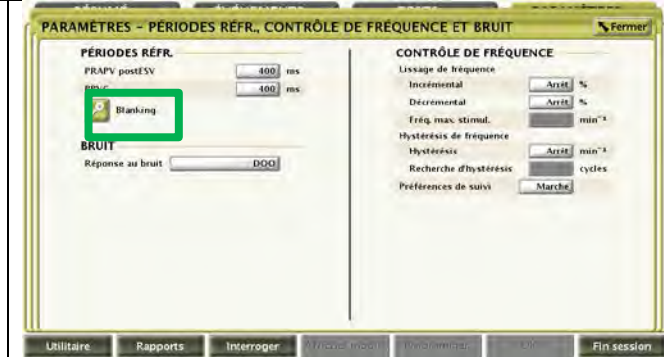 PARAMÈTRES - PÉRIODES RÉFR., CONTRÔLE DE FRÉQUENCE ET BRUIT
Fermer
PÉRIODES RÉFR.
PRAPV postESV 400 ms
400 ms
Blanking
BRUIT
Réponse au bruit DOO
CONTRÔLE DE FRÉQUENCE
Lissage de fréquence
Incrémental Arrêt %
Décremental Arrêt %
Fréq. max. stimul. min⁻¹
Hystérésis de fréquence
Hystérésis Arrêt min⁻¹
Recherche d'hystérésis cycles
Préférences de suivi Marche
Utilitaire Rapports Interroger Fin session